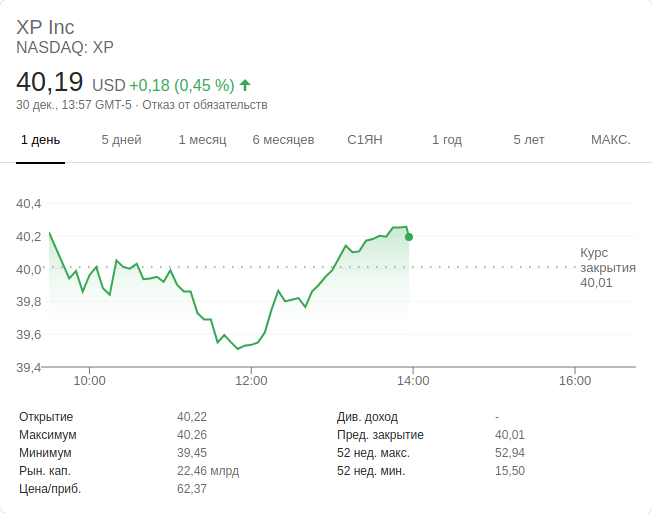 XP Inc
NASDAQ: XP
40,19 USD +0,18 (0,45 %)
30 дек., 13:57 GMT-5 · Отказ от обязательств
1 день 5 дней 1 месяц 6 месяцев С1ЯН 1 год 5 лет МАКС.
40,4
40,2
40,0
39,8
39,6
39,4
Курс
закрытия
40,01
10:00 12:00 14:00 16:00
Открытие 40,22 Див. доход -
Максимум 40,26 Пред. закрытие 40,01
Минимум 39,45 52 нед. макс. 52,94
Рын. кап. 22,46 млрд 52 нед. мин. 15,50
Цена/приб. 62,37